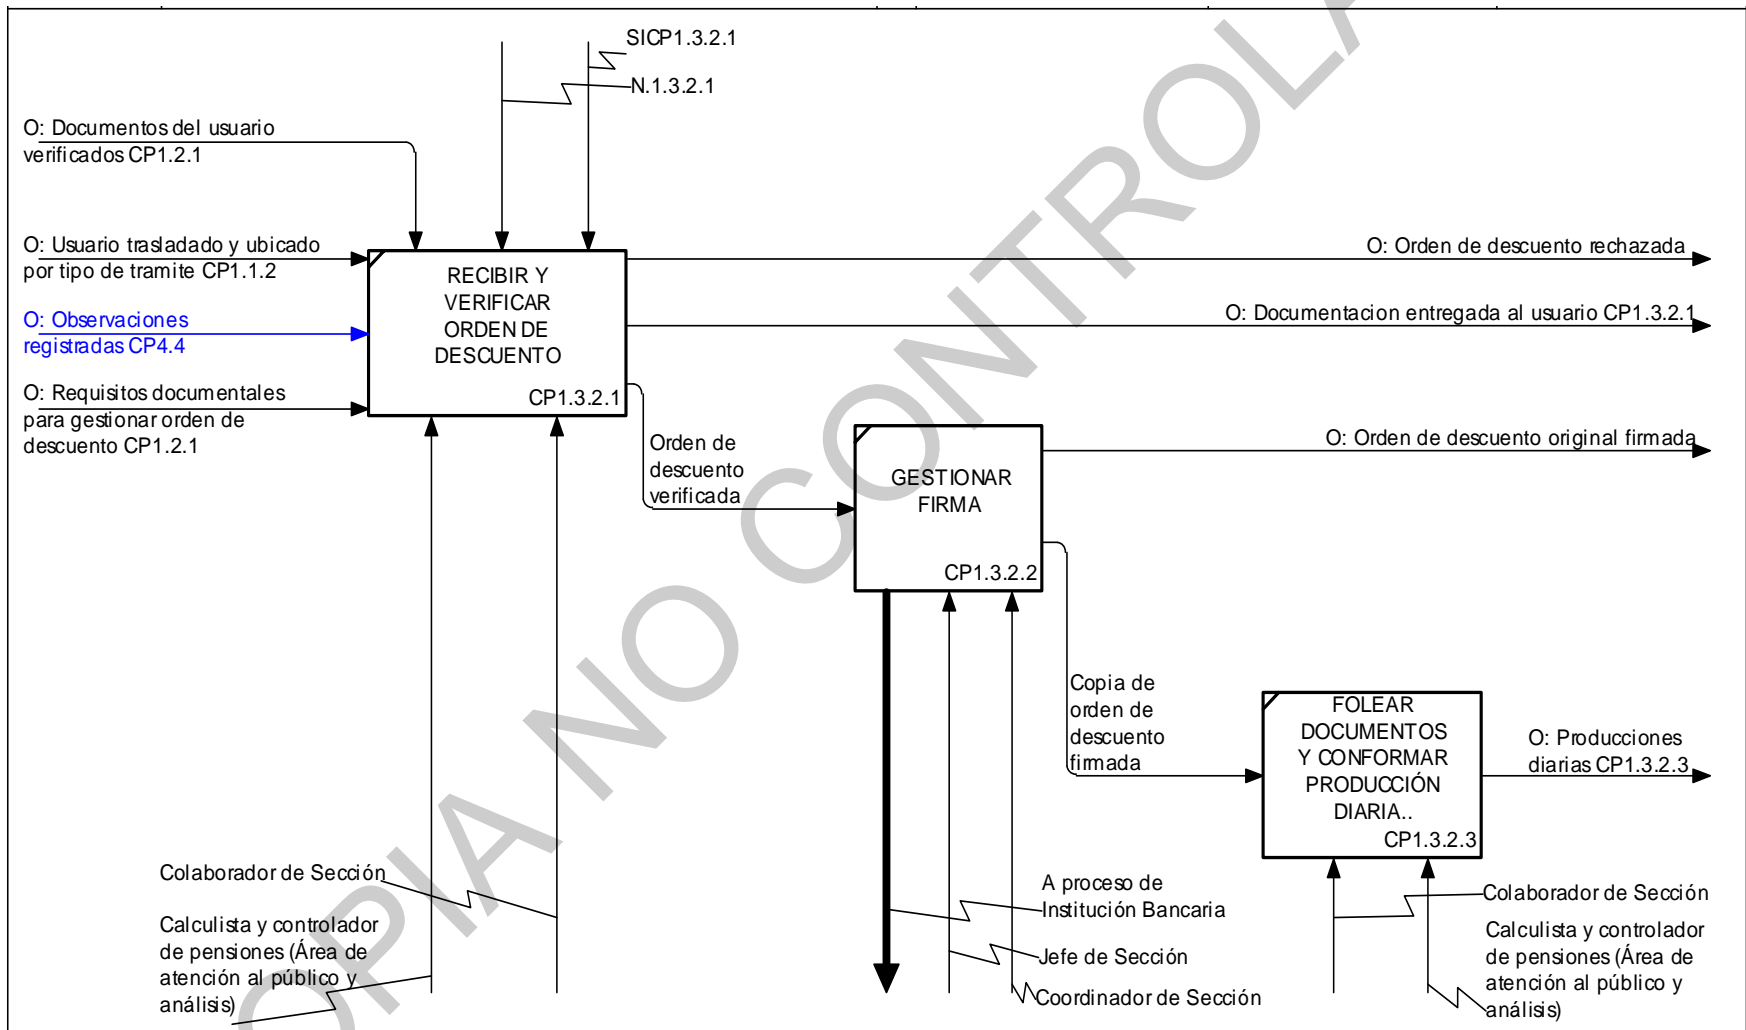 SICP1.3.2.1
N.1.3.2.1
O: Documentos del usuario
verificados CP1.2.1
O: Usuario trasladado y ubicado
por tipo de tramite CP1.1.2
O: Observaciones
registradas CP4.4
O: Requisitos documentales
para gestionar orden de
descuento CP1.2.1
RECIBIR Y
VERIFICAR
ORDEN DE
DESCUENTO
CP1.3.2.1
O: Orden de descuento rechazada
O: Documentacion entregada al usuario CP1.3.2.1
Orden de
descuento
verificada
GESTIONAR
FIRMA
CP1.3.2.2
O: Orden de descuento original firmada
Copia de
orden de
descuento
firmada
FOLEAR
DOCUMENTOS
Y CONFORMAR
PRODUCCIÓN
DIARIA..
CP1.3.2.3
O: Producciones
diarias CP1.3.2.3
Colaborador de Sección
Calculista y controlador
de pensiones (Área de
atención al público y
análisis)
A proceso de
Institución Bancaria
Jefe de Sección
Coordinador de Sección
Colaborador de Sección
Calculista y controlador
de pensiones (Área de
atención al público y
análisis)
OPIA NO CONTROLA